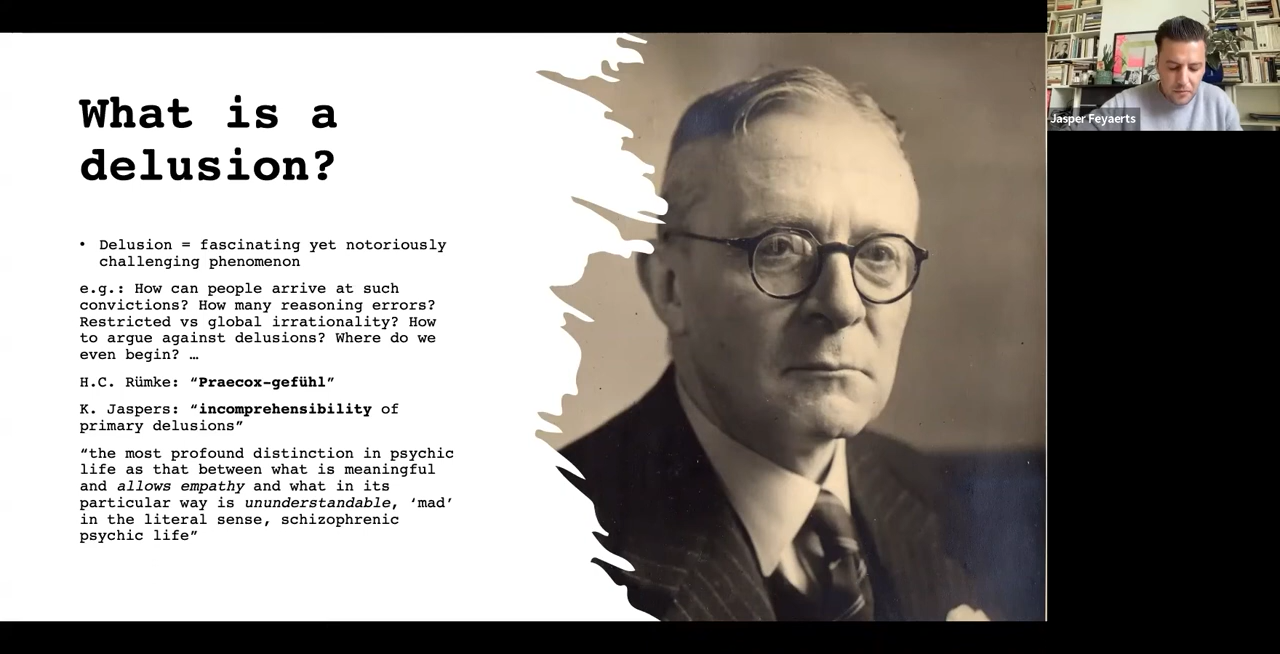 What is a
delusion?
• Delusion = fascinating yet notoriously
challenging phenomenon
e.g.: How can people arrive at such
convictions? How many reasoning errors?
Restricted vs global irrationality? How
to argue against delusions? Where do we
even begin? …
H.C. Rümke: “Praecox-gefühl”
K. Jaspers: “incomprehensibility of
primary delusions”
“the most profound distinction in psychic
life as that between what is meaningful
and allows empathy and what in its
particular way is ununderstandable, ‘mad’
in the literal sense, schizophrenic
psychic life”
Jasper Feyaerts